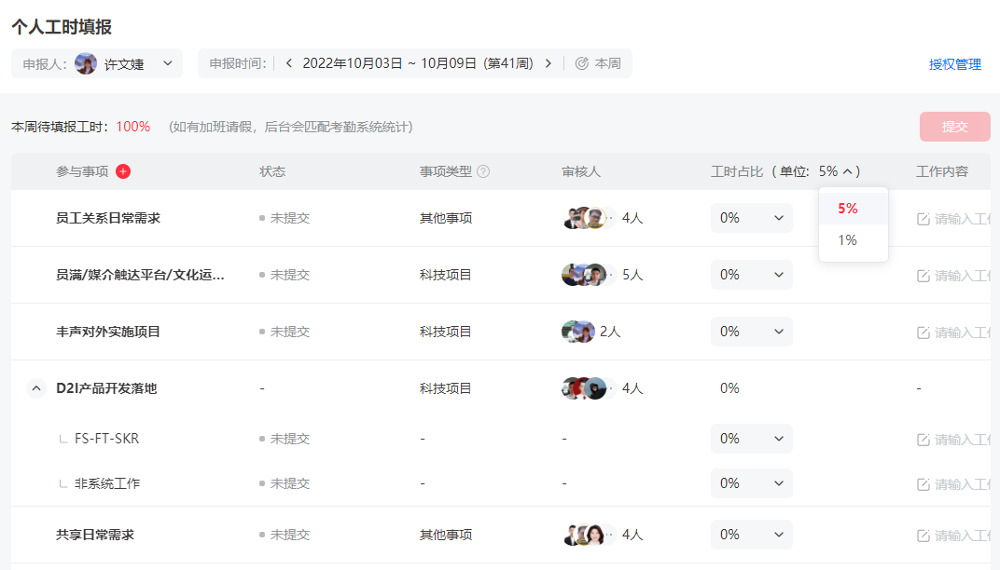 个人工时填报
申报人： 许文婕 申报时间： 2022年10月03日 ~ 10月09日 (第41周) 本周 授权管理
本周待填报工时：100% (如有加班请假，后台会匹配考勤系统统计) 提交
参与事项 状态 事项类型 审核人 工时占比 ( 单位: 5% ) 工作内容
5%
1%
员工关系日常需求 未提交 其他事项 4人 0% 请输入工作
员满/媒介触达平台/文化运... 未提交 科技项目 5人 0% 请输入工作
丰声对外实施项目 未提交 科技项目 2人 0% 请输入工作
D2I产品开发落地 - 科技项目 4人 0% -
FS-FT-SKR 未提交 - - 0% 请输入工作
非系统工作 未提交 - - 0% 请输入工作
共享日常需求 未提交 其他事项 4人 0% 请输入工作